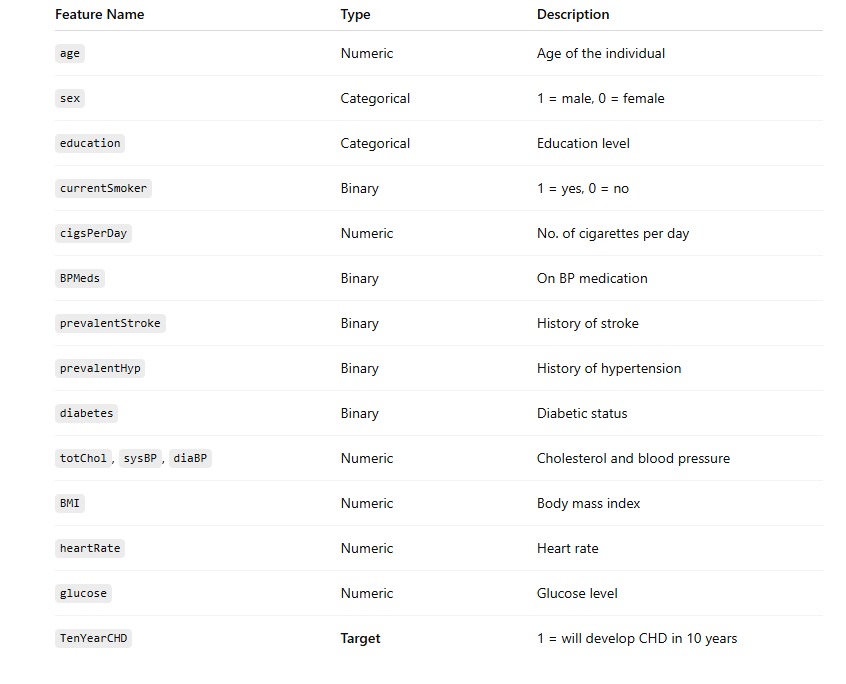 Feature Name Type Description
age Numeric Age of the individual
sex Categorical 1 = male, 0 = female
education Categorical Education level
currentSmoker Binary 1 = yes, 0 = no
cigsPerDay Numeric No. of cigarettes per day
BPMeds Binary On BP medication
prevalentStroke Binary History of stroke
prevalentHyp Binary History of hypertension
diabetes Binary Diabetic status
totChol, sysBP, diaBP Numeric Cholesterol and blood pressure
BMI Numeric Body mass index
heartRate Numeric Heart rate
glucose Numeric Glucose level
TenYearCHD Target 1 = will develop CHD in 10 years